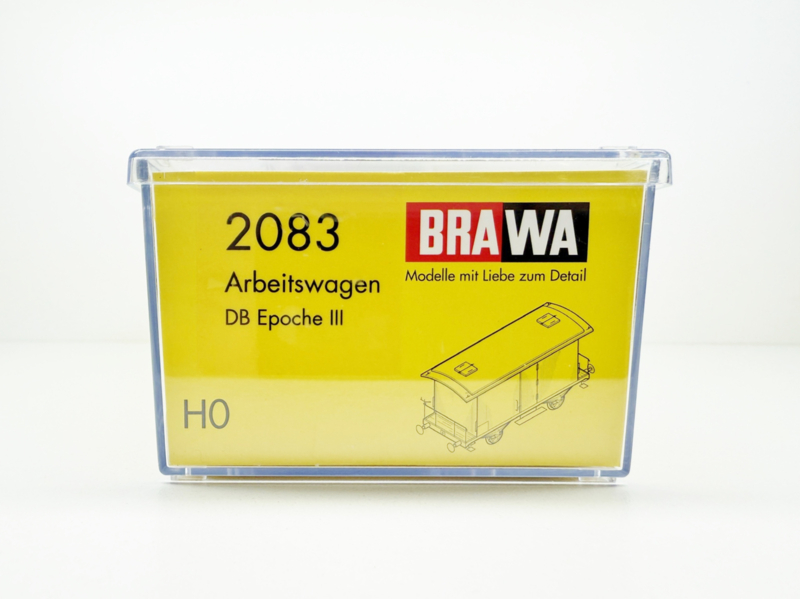 2083
BRAWA
Modelle mit Liebe zum Detail
Arbeitswagen
DB Epoche III
H0